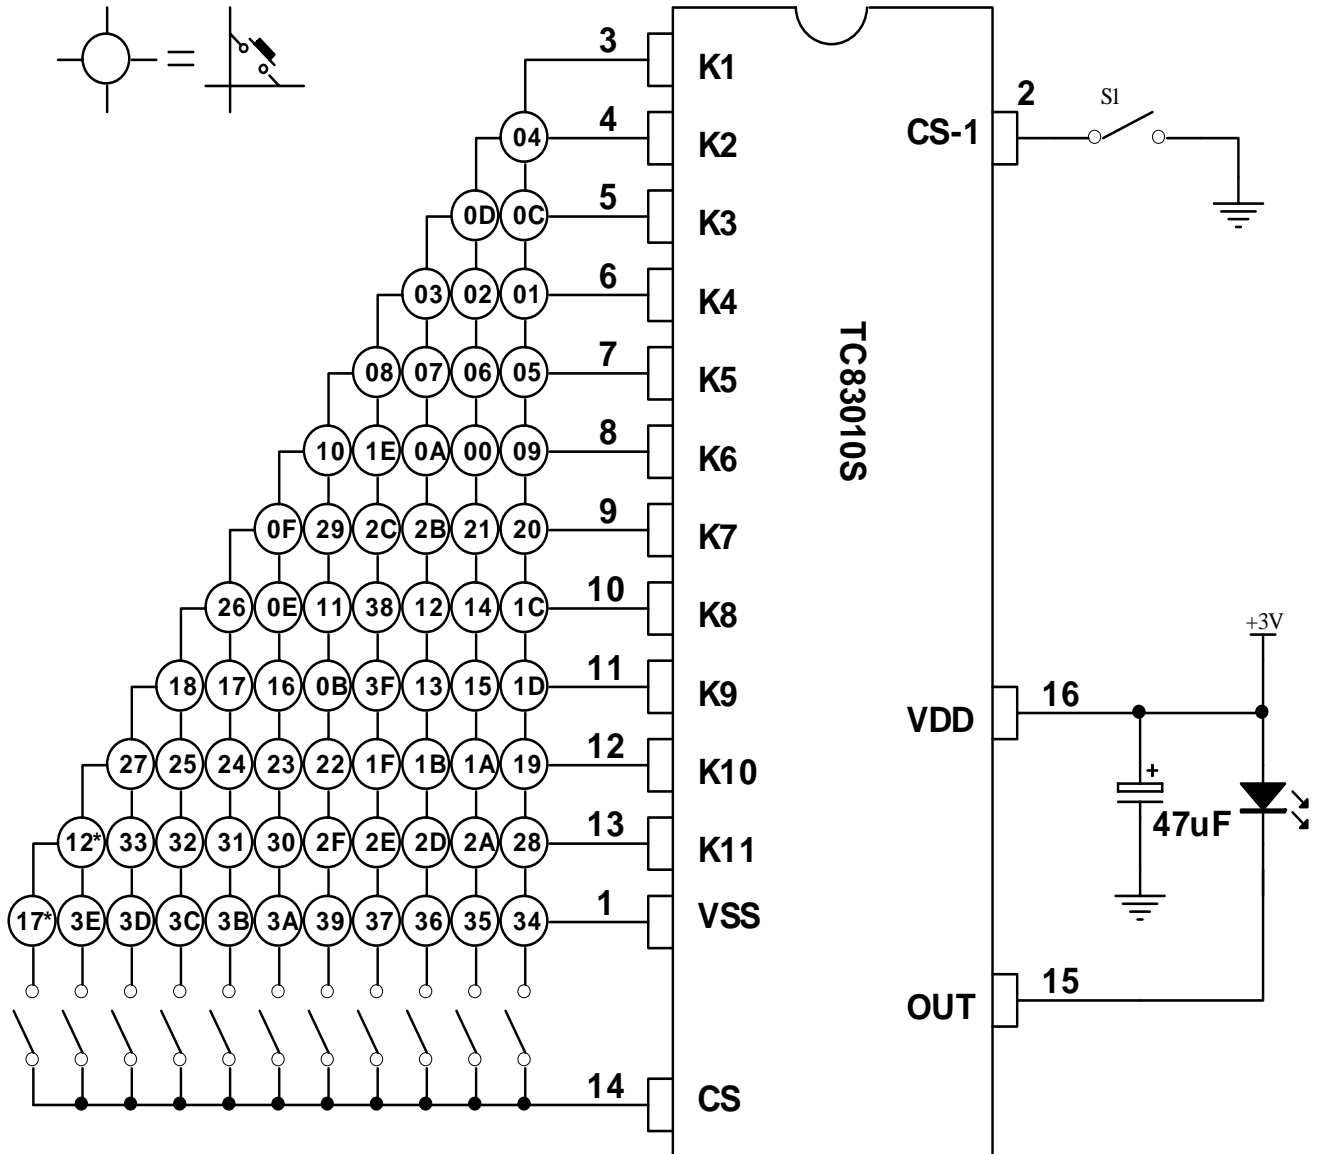 3
K1
2
S1
CS-1
04
4
K2
0D 0C
5
K3
03 02 01
6
K4
TC83010S
08 07 06 05
7
K5
10 1E 0A 00 09
8
K6
0F 29 2C 2B 21 20
9
K7
26 0E 11 38 12 14 1C
10
K8
+3V
18 17 16 0B 3F 13 15 1D
11
K9
16
VDD
27 25 24 23 22 1F 1B 1A 19
12
K10
+
47uF
12* 33 32 31 30 2F 2E 2D 2A 28
13
K11
17* 3E 3D 3C 3B 3A 39 37 36 35 34
1
VSS
15
OUT
14
CS